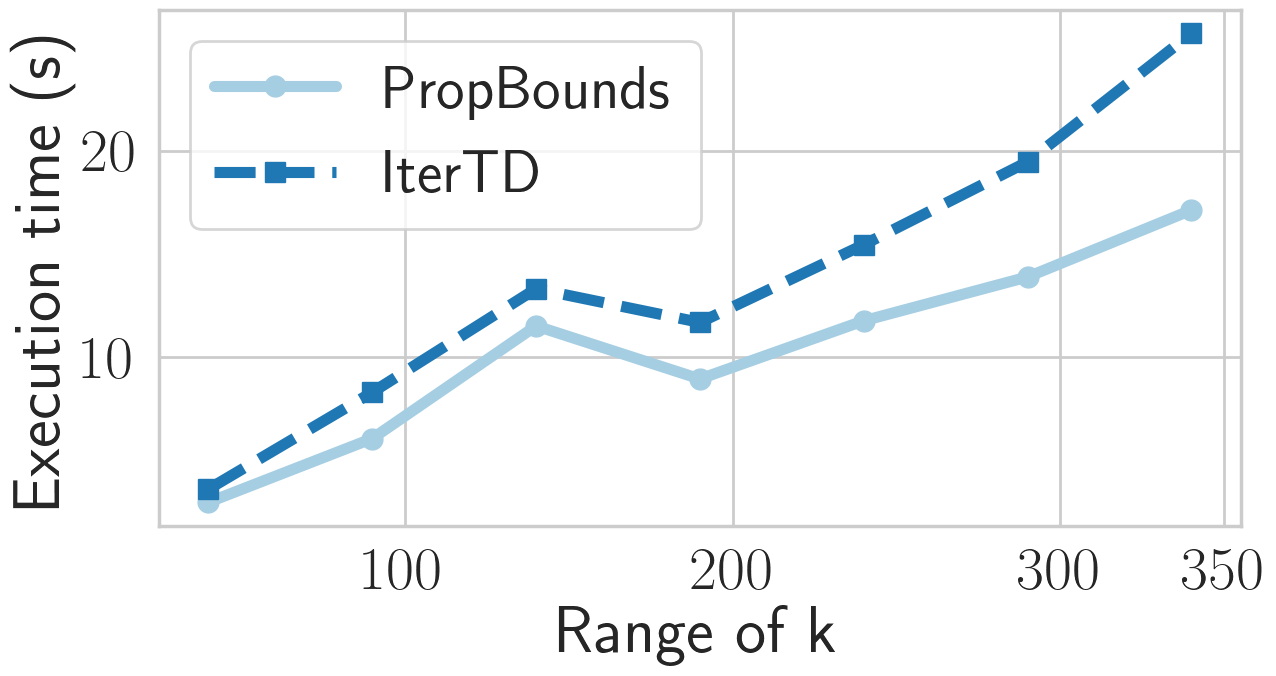 Execution time (s)
PropBounds
IterTD
20
10
100 200 300 350
Range of k